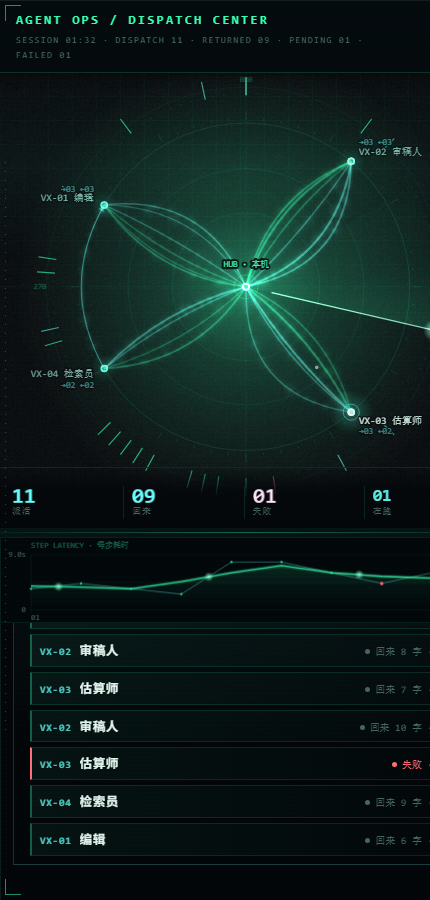 AGENT OPS / DISPATCH CENTER
SESSION 01:32 · DISPATCH 11 · RETURNED 09 · PENDING 01 ·
FAILED 01
→03 ←03
VX-02 审稿人
→03 ←03
VX-01 编辑
HUB · 本机
270
VX-04 检索员
→02 ←02
VX-03 估算师
→03 ←02
11
派活
09
回来
01
失败
01
在跑
STEP LATENCY · 每步耗时
9.0s
0
01
VX-02 审稿人
回来 8 字
VX-03 估算师
回来 7 字
VX-02 审稿人
回来 10 字
VX-03 估算师
失败
VX-04 检索员
回来 9 字
VX-01 编辑
回来 6 字